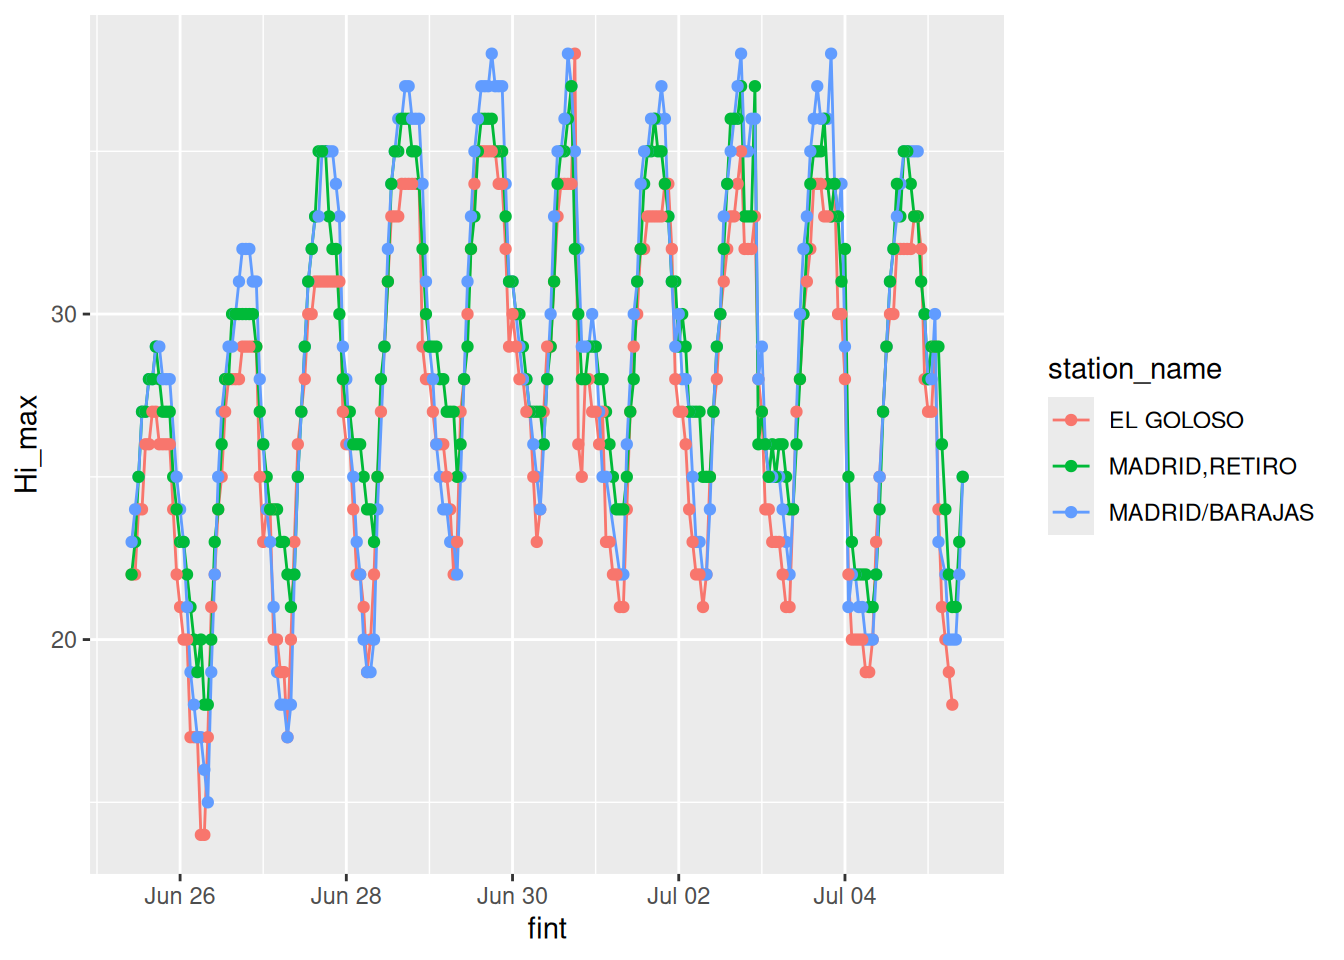 Hi_max
30
20
Jun 26
Jun 28
Jun 30
Jul 02
Jul 04
fint
station_name
EL GOLOSO
MADRID,RETIRO
MADRID/BARAJAS